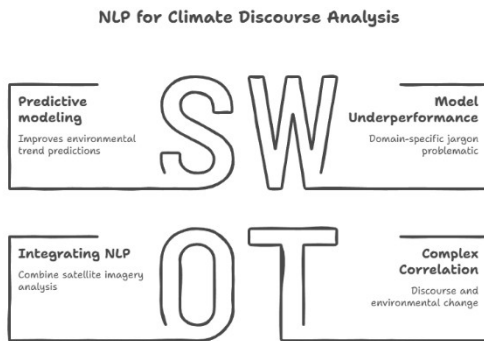 NLP for Climate Discourse Analysis
Predictive
modeling
Improves environmental
trend predictions
S
W
Model
Underperformance
Domain-specific jargon
problematic
Integrating NLP
Combine satellite imagery
analysis
O
T
Complex
Correlation
Discourse and
environmental change